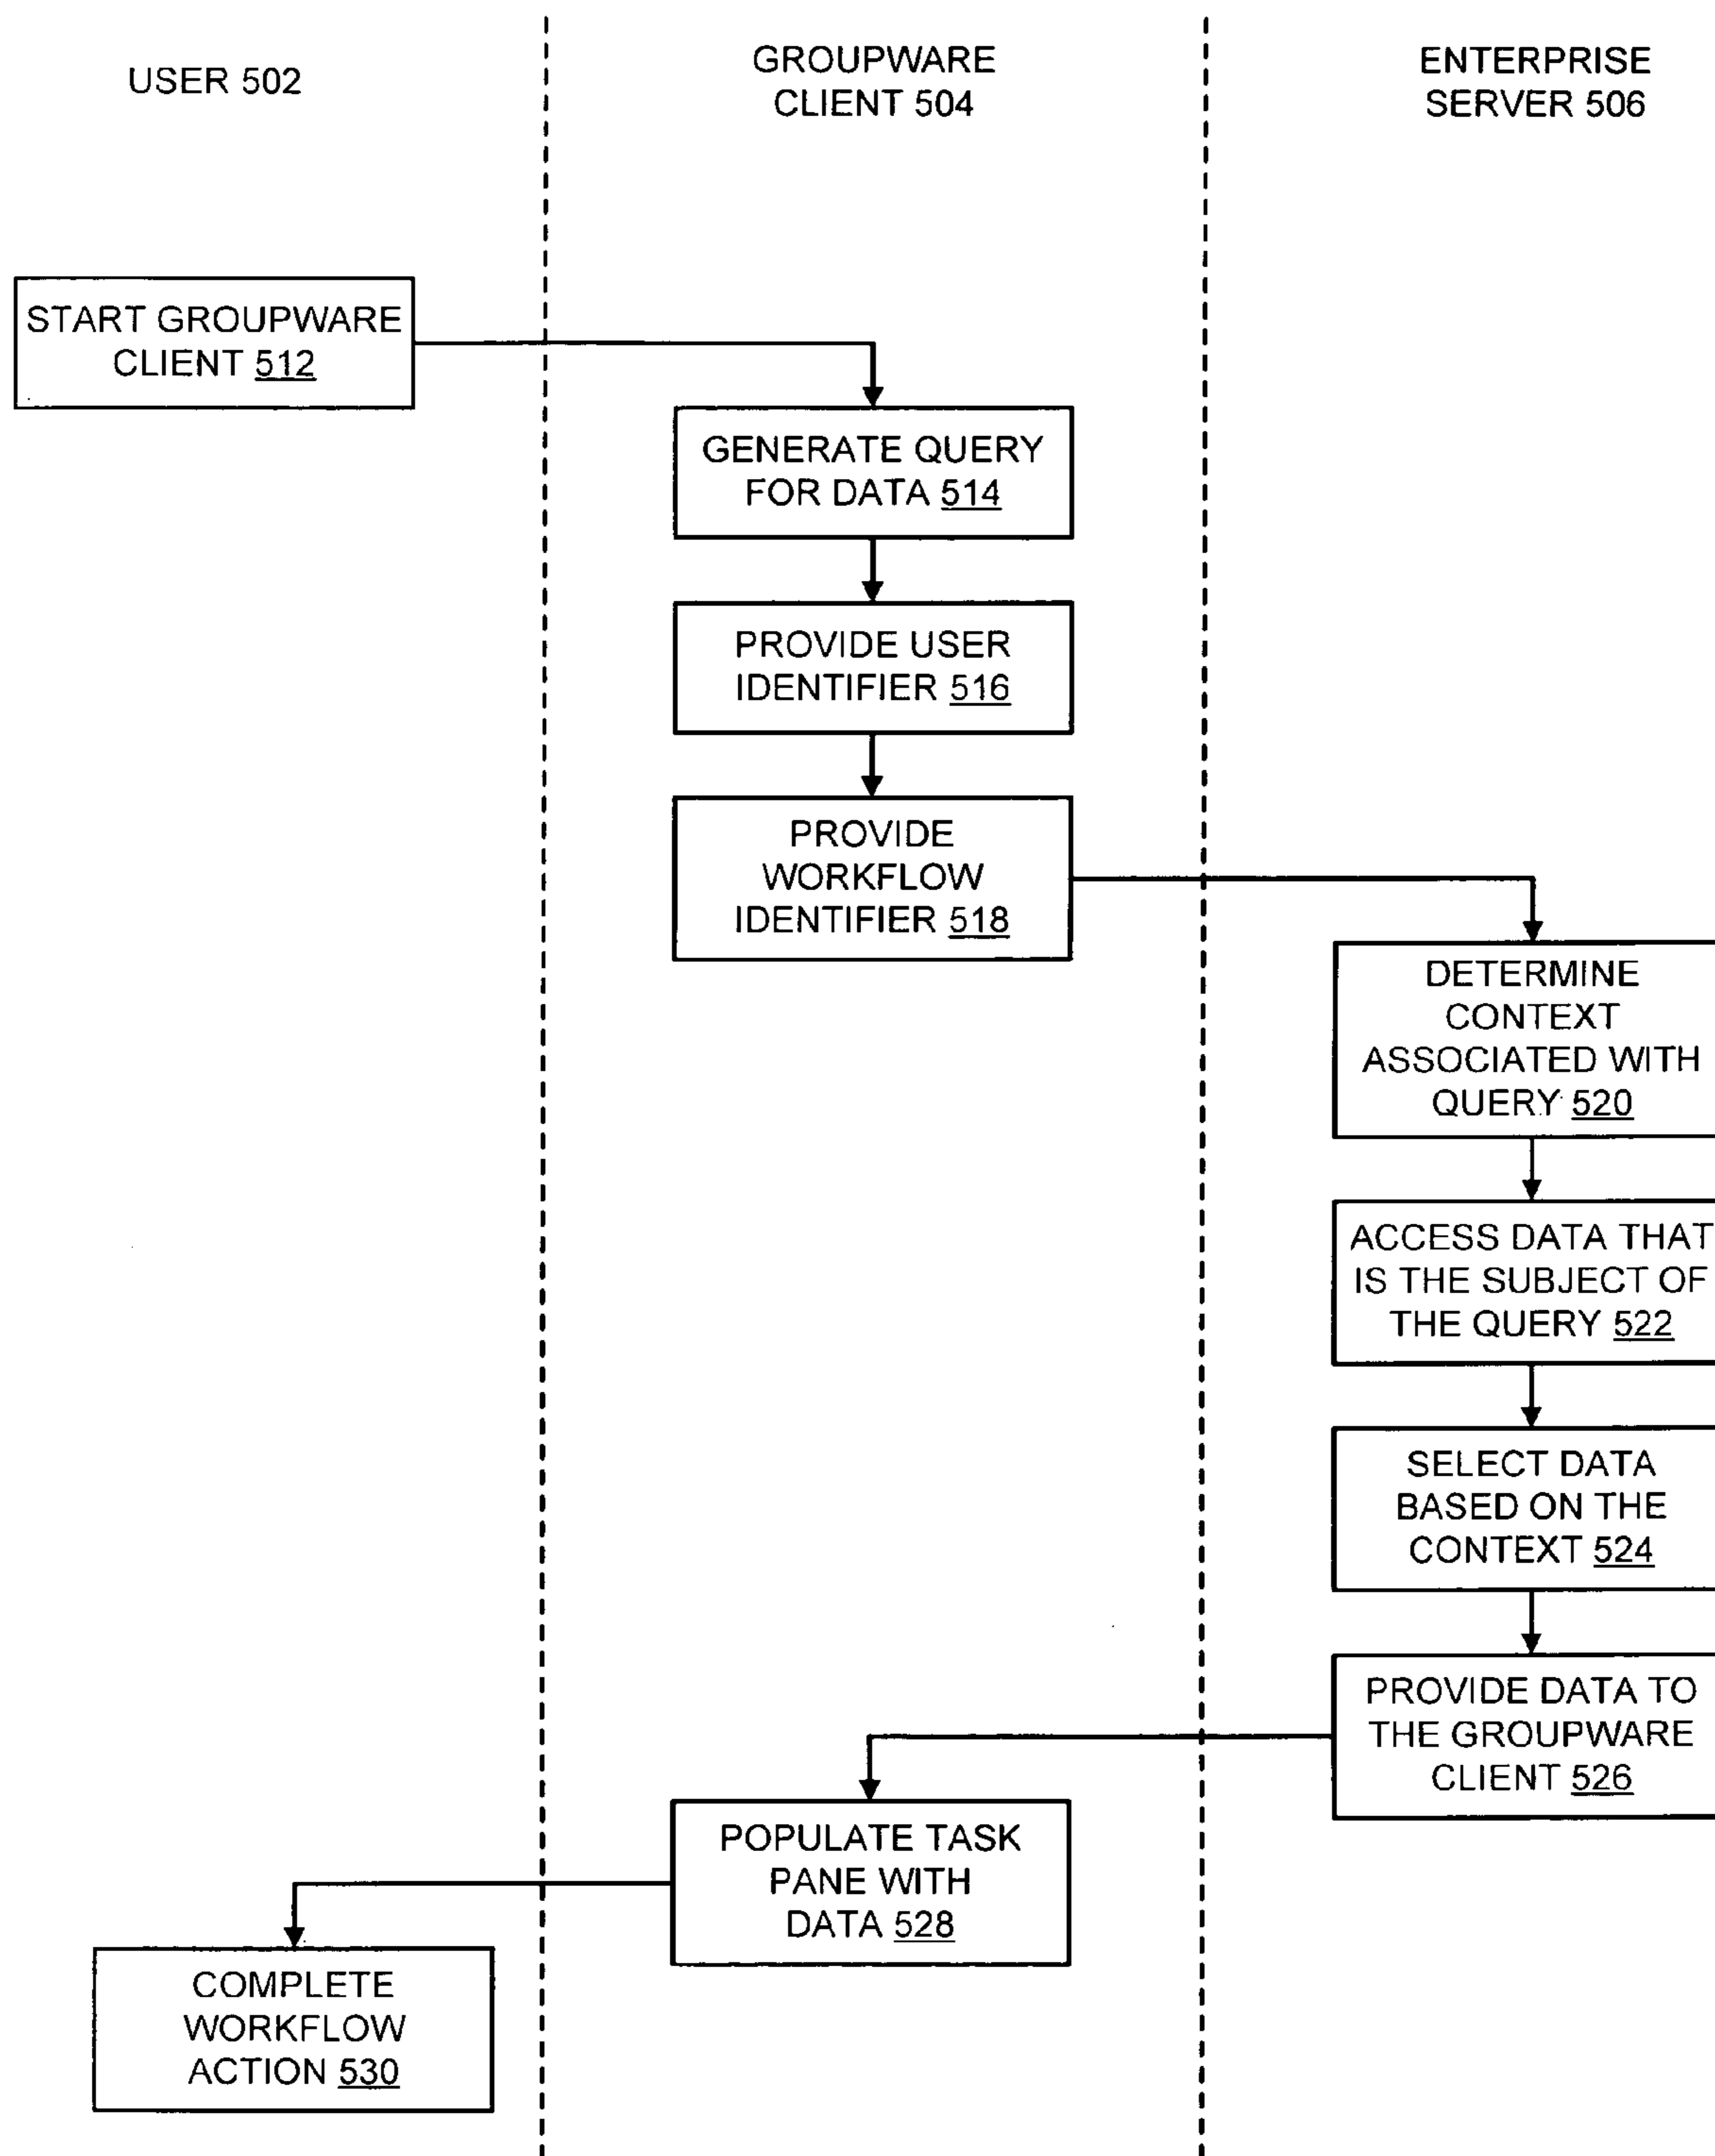 USER 502
GROUPWARE
CLIENT 504
ENTERPRISE
SERVER 506
START GROUPWARE
CLIENT 512
GENERATE QUERY
FOR DATA 514
PROVIDE USER
IDENTIFIER 516
PROVIDE
WORKFLOW
IDENTIFIER 518
DETERMINE
CONTEXT
ASSOCIATED WITH
QUERY 520
ACCESS DATA THAT
IS THE SUBJECT OF
THE QUERY 522
SELECT DATA
BASED ON THE
CONTEXT 524
PROVIDE DATA TO
THE GROUPWARE
CLIENT 526
POPULATE TASK
PANE WITH
DATA 528
COMPLETE
WORKFLOW
ACTION 530